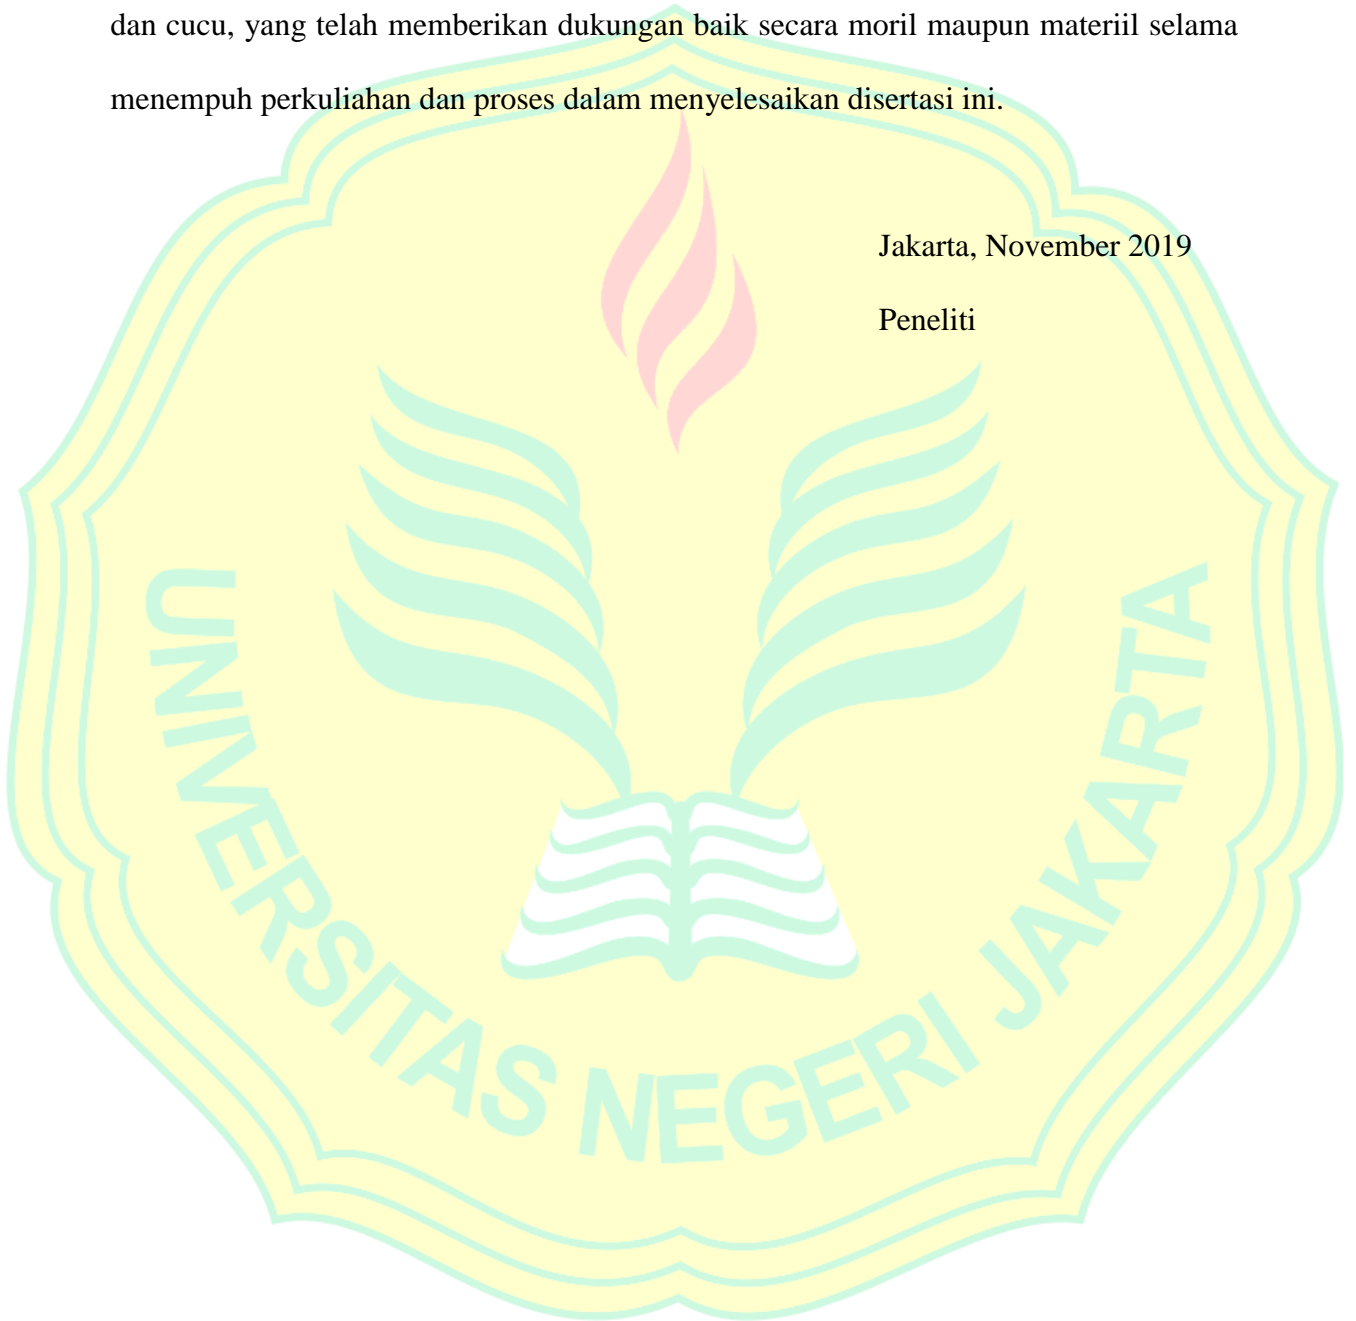 dan cucu, yang telah memberikan dukungan baik secara moril maupun materiil selama
menempuh perkuliahan dan proses dalam menyelesaikan disertasi ini.
Jakarta, November 2019
Peneliti
UNIVERSITAS NEGERI JAKARTA